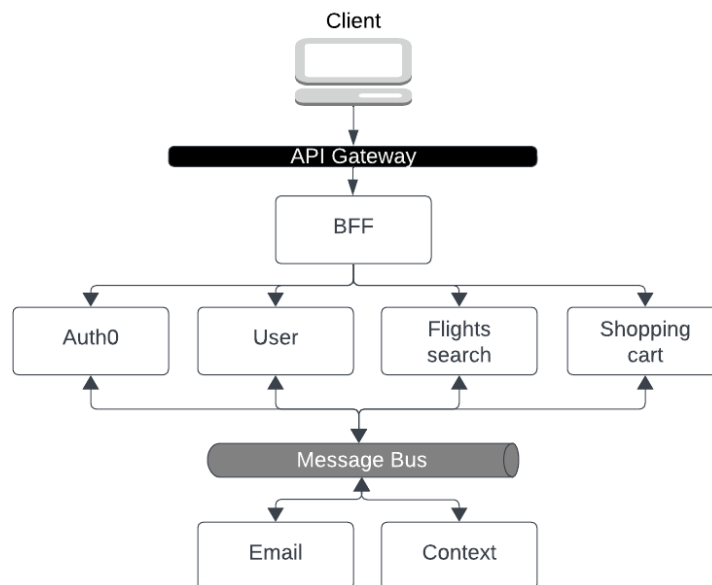 Client
API Gateway
BFF
Auth0
User
Flights
search
Shopping
cart
Message Bus
Email
Context